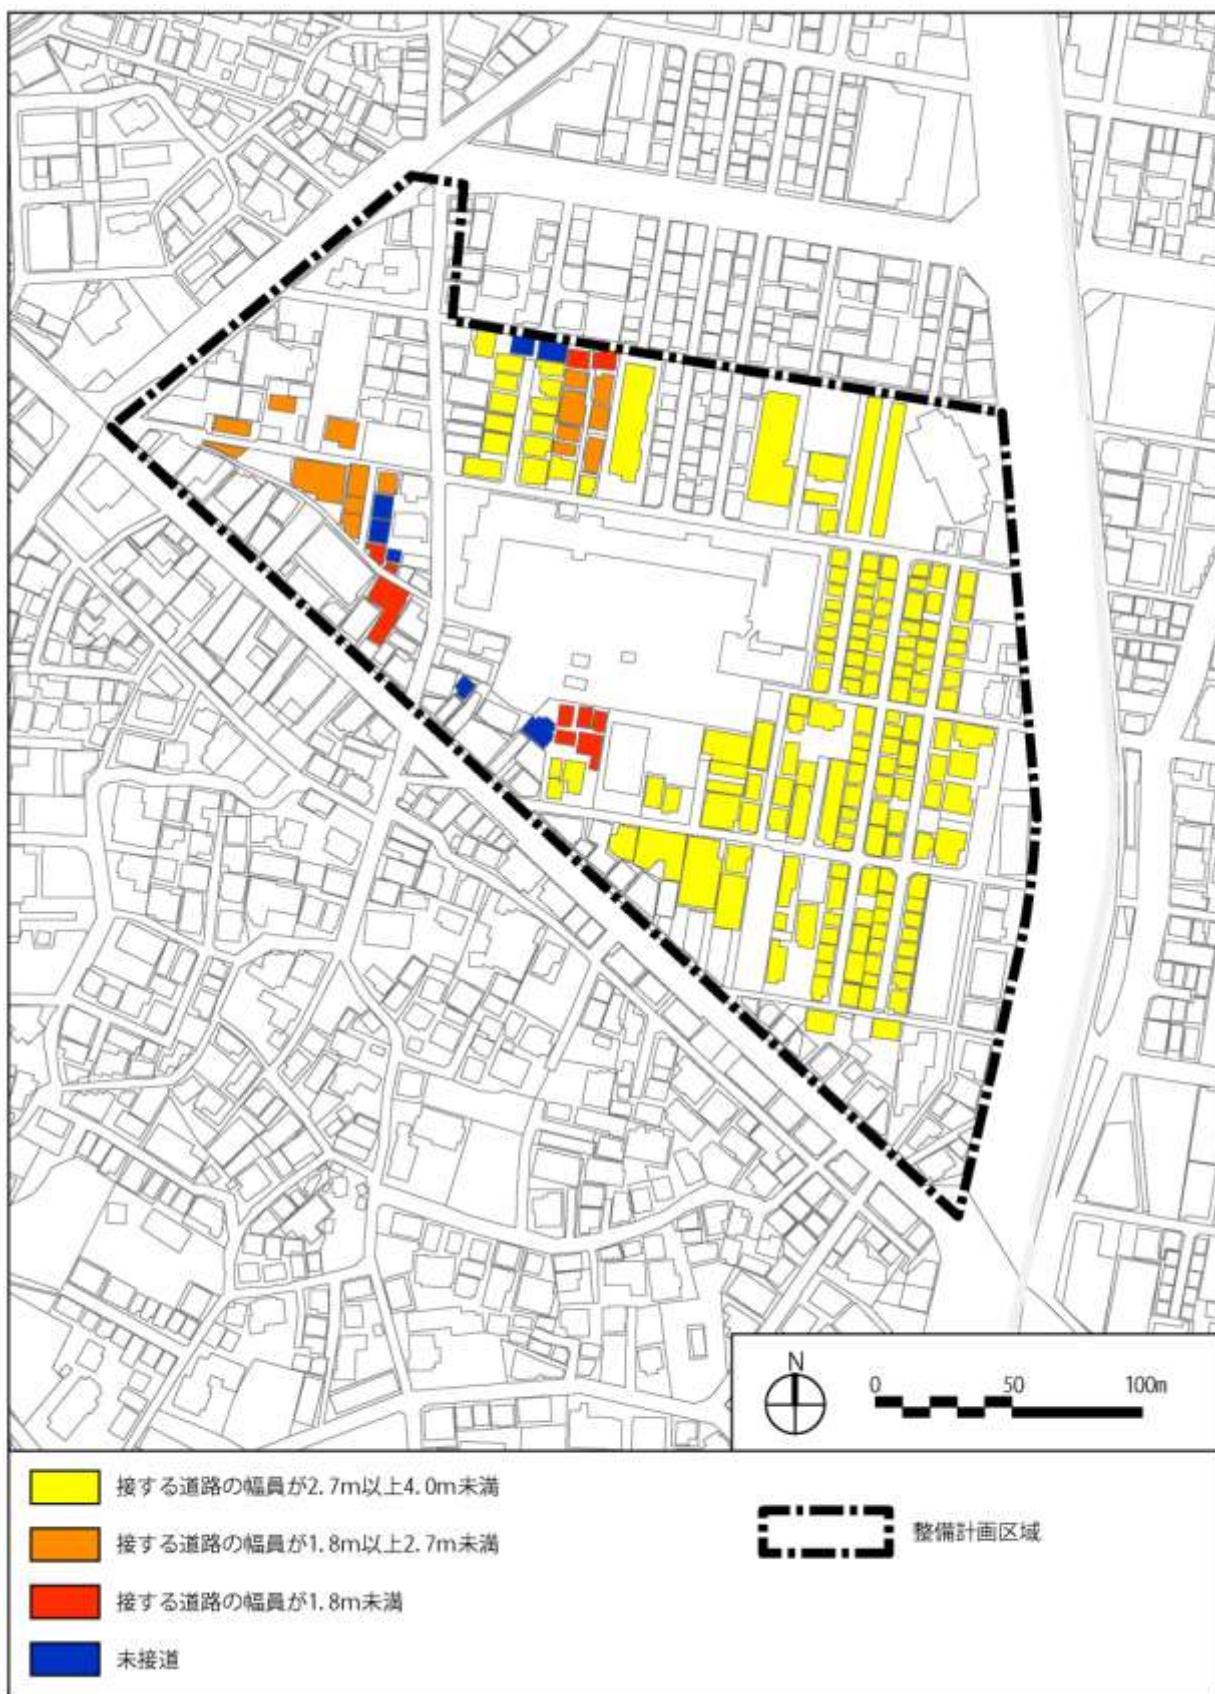 N
0 50 100m
接する道路の幅員が2.7m以上4.0m未満
接する道路の幅員が1.8m以上2.7m未満
整備計画区域
接する道路の幅員が1.8m未満
未接道